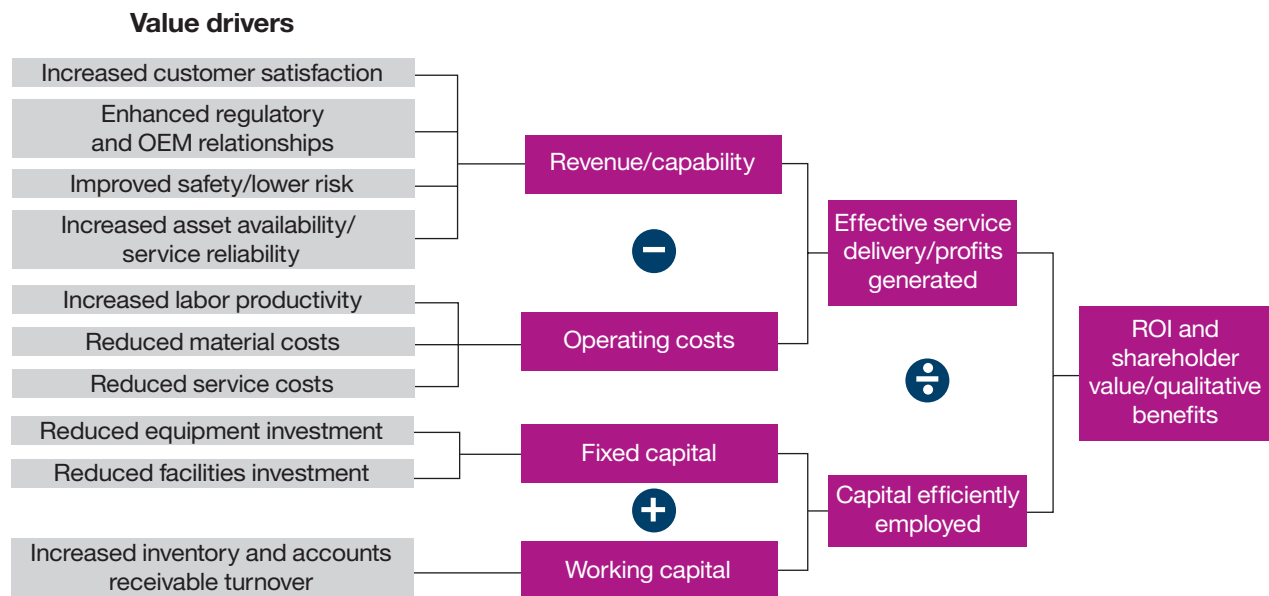 Value drivers
Increased customer satisfaction
Enhanced regulatory
and OEM relationships
Improved safety/lower risk
Increased asset availability/
service reliability
Increased labor productivity
Reduced material costs
Reduced service costs
Reduced equipment investment
Reduced facilities investment
Increased inventory and accounts
receivable turnover
Revenue/capability
−
Operating costs
Fixed capital
+
Working capital
Effective service
delivery/profits
generated
÷
Capital efficiently
employed
ROI and
shareholder
value/qualitative
benefits